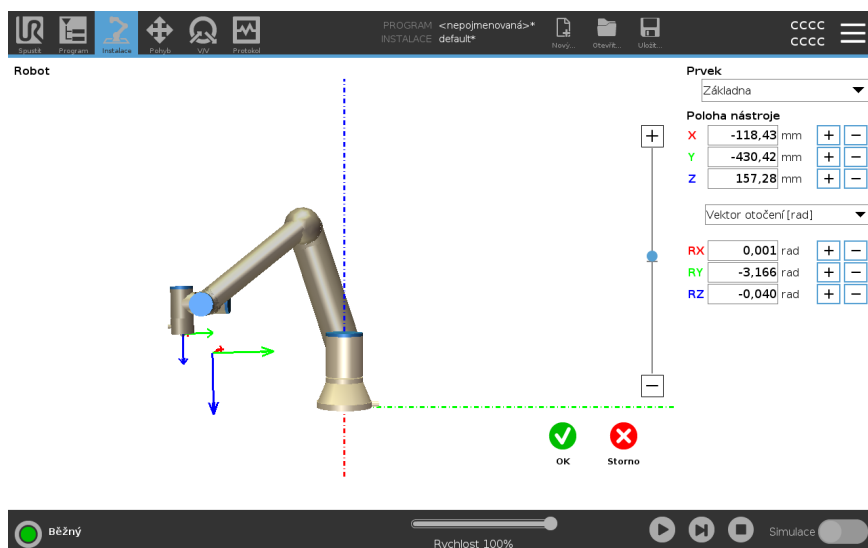 UR
Spustit
Program
Instalace
Pohyb
V/V
Protokol
PROGRAM <nepojmenovaná>*
INSTALACE default*
Nový...
Otevřít...
Uložit...
cccc
cccc
Robot
Prvek
Základna
Poloha nástroje
X -118,43 mm + −
Y -430,42 mm + −
Z 157,28 mm + −
Vektor otočení [rad]
RX 0,001 rad + −
RY -3,166 rad + −
RZ -0,040 rad + −
OK
Storno
Běžný
Rychlost 100%
Simulace